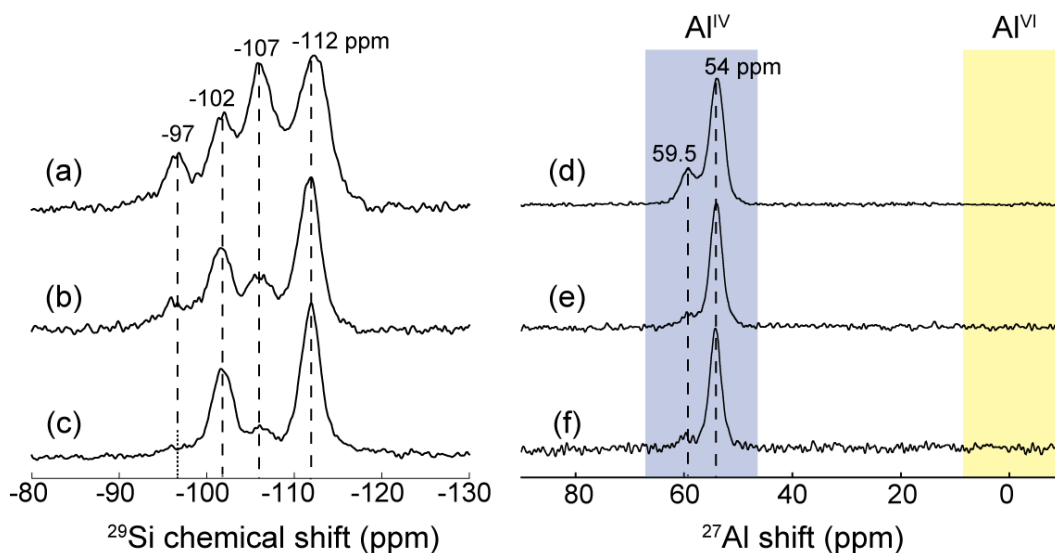 Al^IV Al^VI
-112 ppm
-107
54 ppm
-102
-97
59.5
(a) (d)
(b) (e)
(c) (f)
-80 -90 -100 -110 -120 -130 80 60 40 20 0
²⁹Si chemical shift (ppm) ²⁷Al shift (ppm)